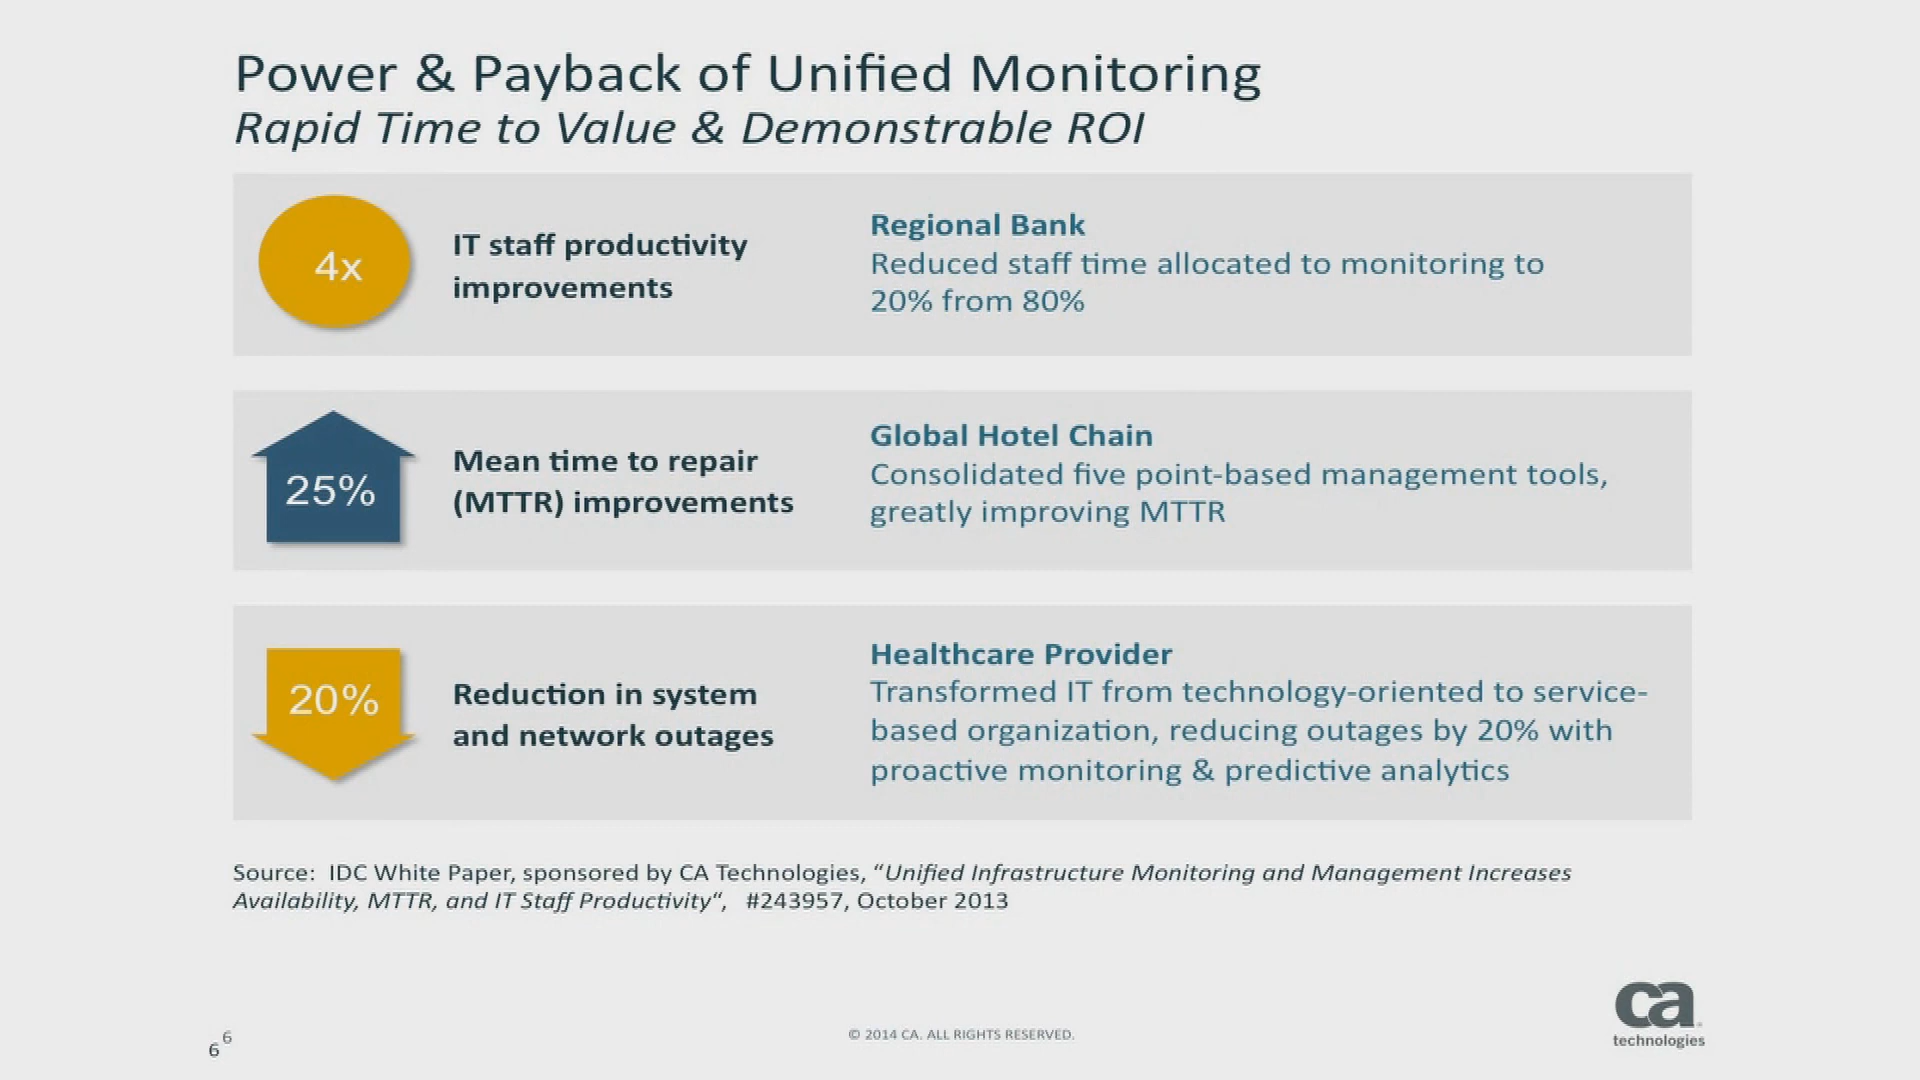 Power & Payback of Unified Monitoring
Rapid Time to Value & Demonstrable ROI
4x
IT staff productivity
improvements
Regional Bank
Reduced staff time allocated to monitoring to
20% from 80%
25%
Mean time to repair
(MTTR) improvements
Global Hotel Chain
Consolidated five point-based management tools,
greatly improving MTTR
20%
Reduction in system
and network outages
Healthcare Provider
Transformed IT from technology-oriented to service-
based organization, reducing outages by 20% with
proactive monitoring & predictive analytics
Source:  IDC White Paper, sponsored by CA Technologies, “Unified Infrastructure Monitoring and Management Increases
Availability, MTTR, and IT Staff Productivity“,   #243957, October 2013
6
6
© 2014 CA. ALL RIGHTS RESERVED.
ca
technologies